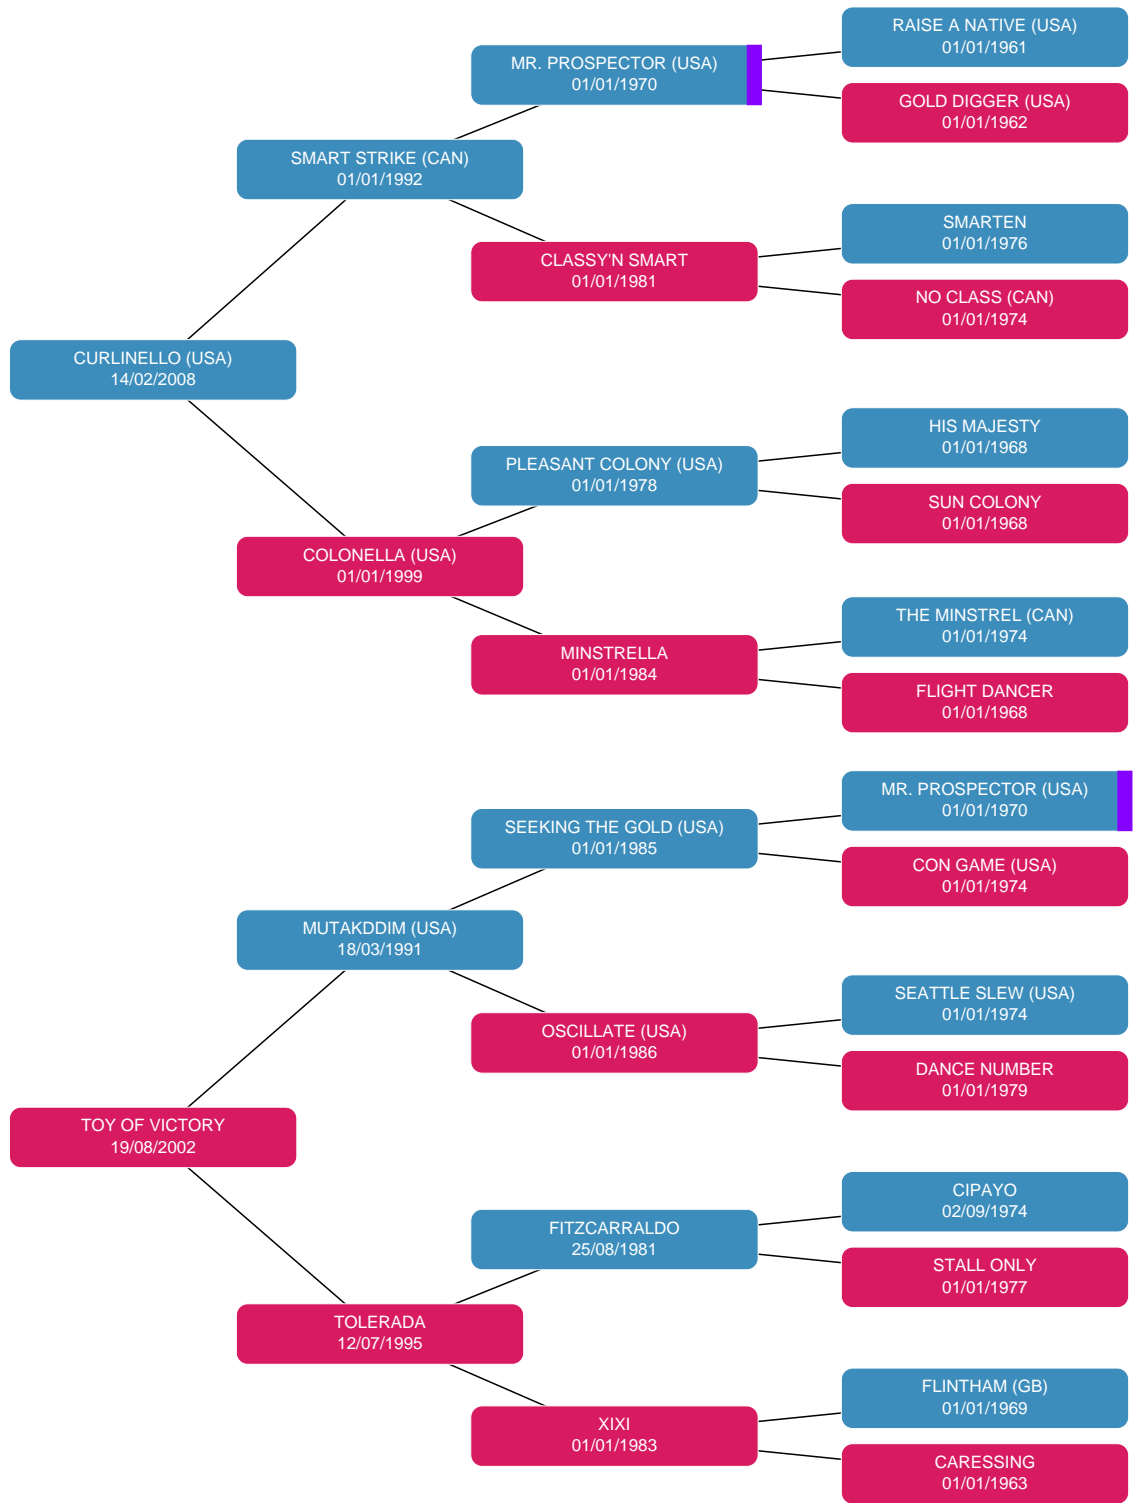 RAISE A NATIVE (USA)
01/01/1961
MR. PROSPECTOR (USA)
01/01/1970
GOLD DIGGER (USA)
01/01/1962
SMART STRIKE (CAN)
01/01/1992
SMARTEN
01/01/1976
CLASSY'N SMART
01/01/1981
NO CLASS (CAN)
01/01/1974
CURLINELLO (USA)
14/02/2008
HIS MAJESTY
01/01/1968
PLEASANT COLONY (USA)
01/01/1978
SUN COLONY
01/01/1968
COLONELLA (USA)
01/01/1999
THE MINSTREL (CAN)
01/01/1974
MINSTRELLA
01/01/1984
FLIGHT DANCER
01/01/1968
MR. PROSPECTOR (USA)
01/01/1970
SEEKING THE GOLD (USA)
01/01/1985
CON GAME (USA)
01/01/1974
MUTAKDDIM (USA)
18/03/1991
SEATTLE SLEW (USA)
01/01/1974
OSCILLATE (USA)
01/01/1986
DANCE NUMBER
01/01/1979
TOY OF VICTORY
19/08/2002
CIPAYO
02/09/1974
FITZCARRALDO
25/08/1981
STALL ONLY
01/01/1977
TOLERADA
12/07/1995
FLINTHAM (GB)
01/01/1969
XIXI
01/01/1983
CARESSING
01/01/1963